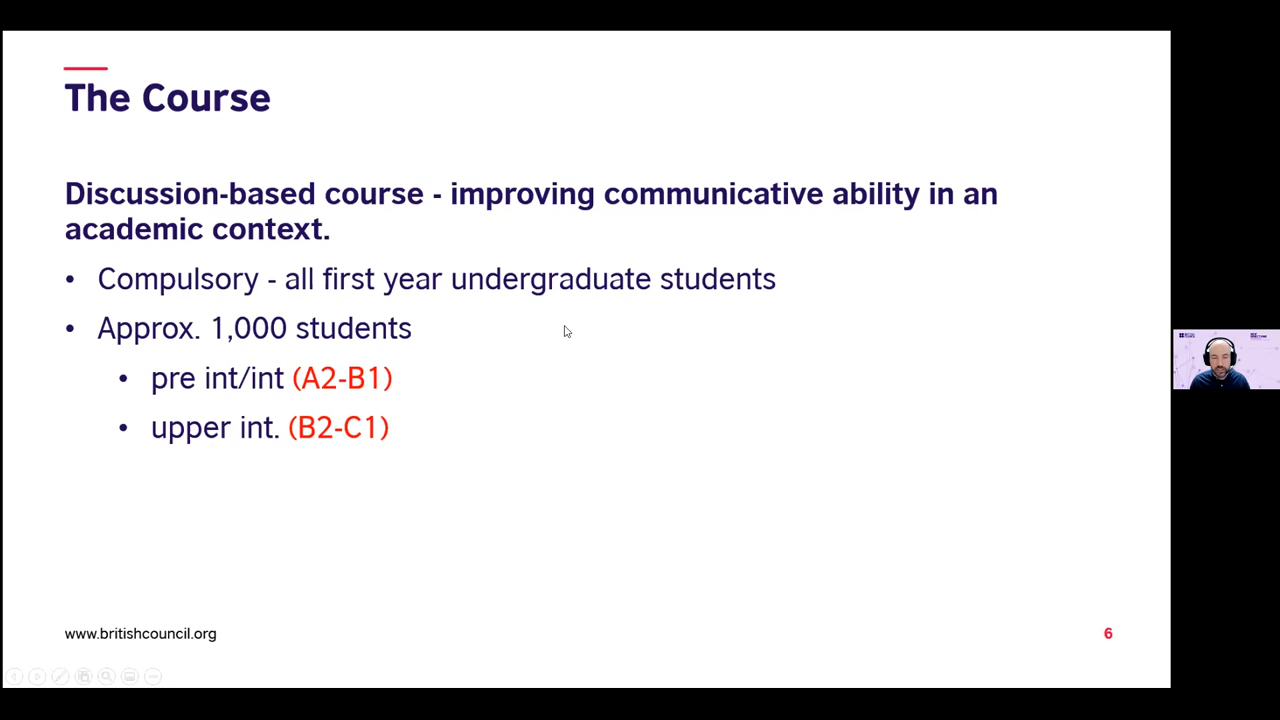 The Course
Discussion-based course - improving communicative ability in an
academic context.
• Compulsory - all first year undergraduate students
• Approx. 1,000 students
• pre int/int (A2-B1)
• upper int. (B2-C1)
www.britishcouncil.org
6